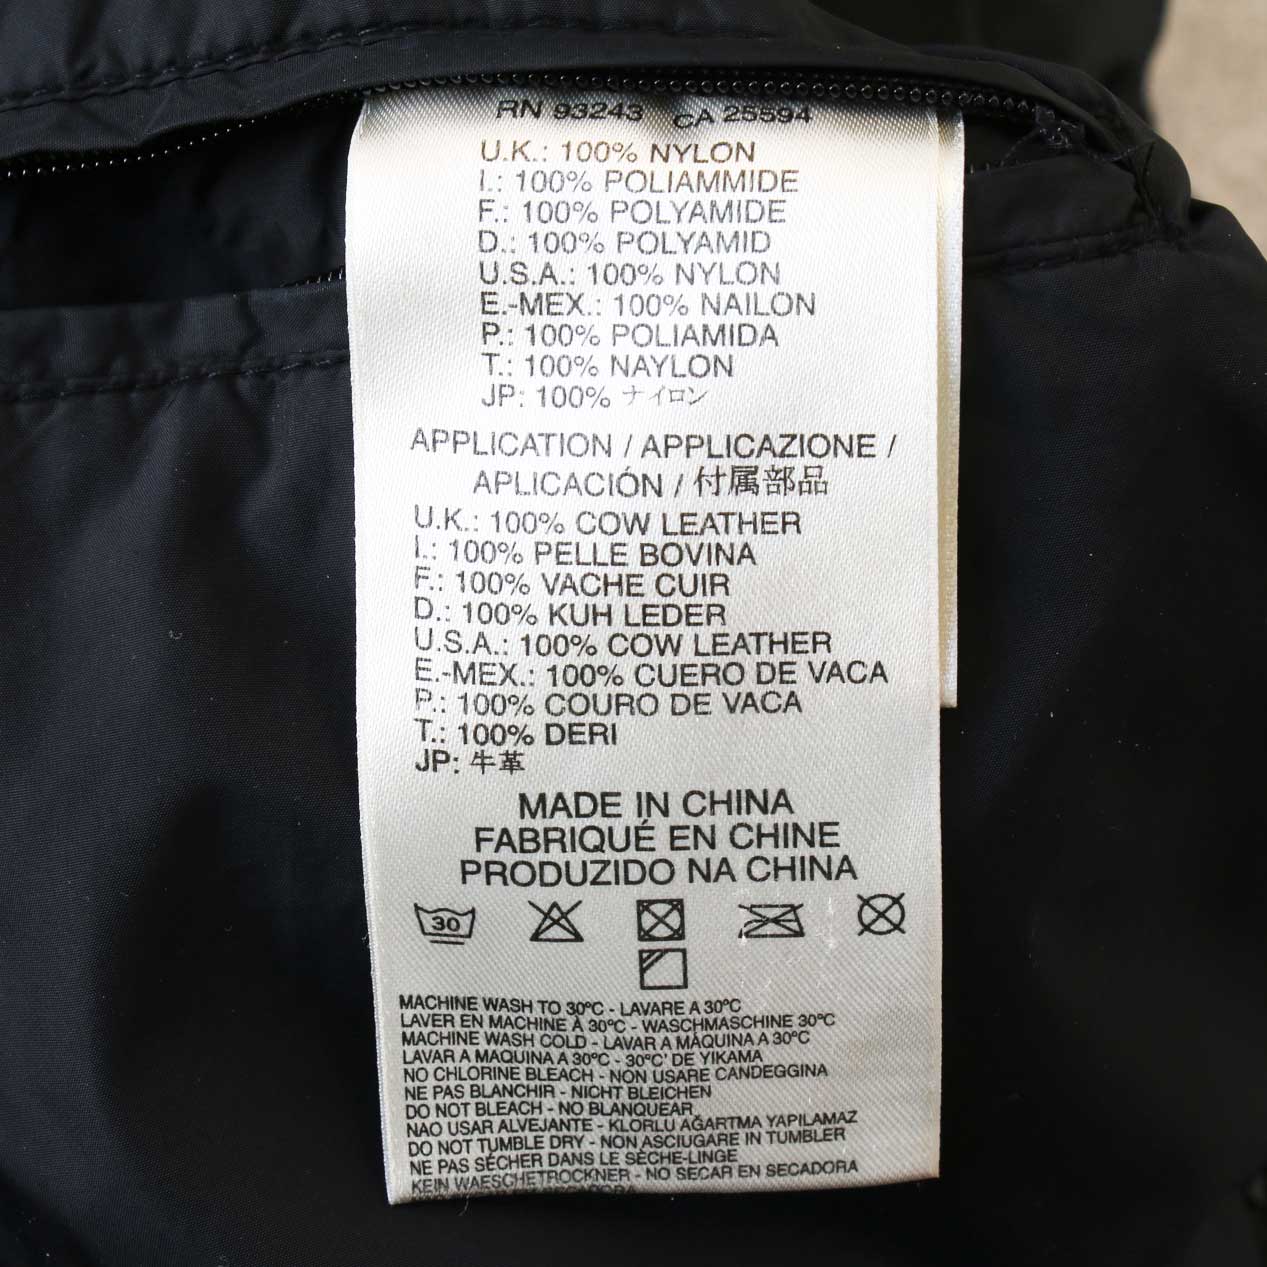 RN 93243 CA 25594
U.K.: 100% NYLON
I.: 100% POLIAMMIDE
F.: 100% POLYAMIDE
D.: 100% POLYAMID
U.S.A.: 100% NYLON
E.-MEX.: 100% NAILON
P.: 100% POLIAMIDA
T.: 100% NAYLON
JP: 100% ナイロン
APPLICATION / APPLICAZIONE /
APLICACIÓN / 付属部品
U.K.: 100% COW LEATHER
I.: 100% PELLE BOVINA
F.: 100% VACHE CUIR
D.: 100% KUH LEDER
U.S.A.: 100% COW LEATHER
E.-MEX.: 100% CUERO DE VACA
P.: 100% COURO DE VACA
T.: 100% DERI
JP: 牛革
MADE IN CHINA
FABRIQUÉ EN CHINE
PRODUZIDO NA CHINA
30
MACHINE WASH TO 30°C - LAVARE A 30°C
LAVER EN MACHINE À 30°C - WASCHMASCHINE 30°C
MACHINE WASH COLD - LAVAR A MÁQUINA A 30°C
LAVAR A MAQUINA A 30°C - 30°C' DE YIKAMA
NO CHLORINE BLEACH - NON USARE CANDEGGINA
NE PAS BLANCHIR - NICHT BLEICHEN
DO NOT BLEACH - NO BLANQUEAR
NAO USAR ALVEJANTE - KLORLU AĞARTMA YAPILAMAZ
DO NOT TUMBLE DRY - NON ASCIUGARE IN TUMBLER
NE PAS SÉCHER DANS LE SÈCHE-LINGE
KEIN WAESCHETROCKNER - NO SECAR EN SECADORA